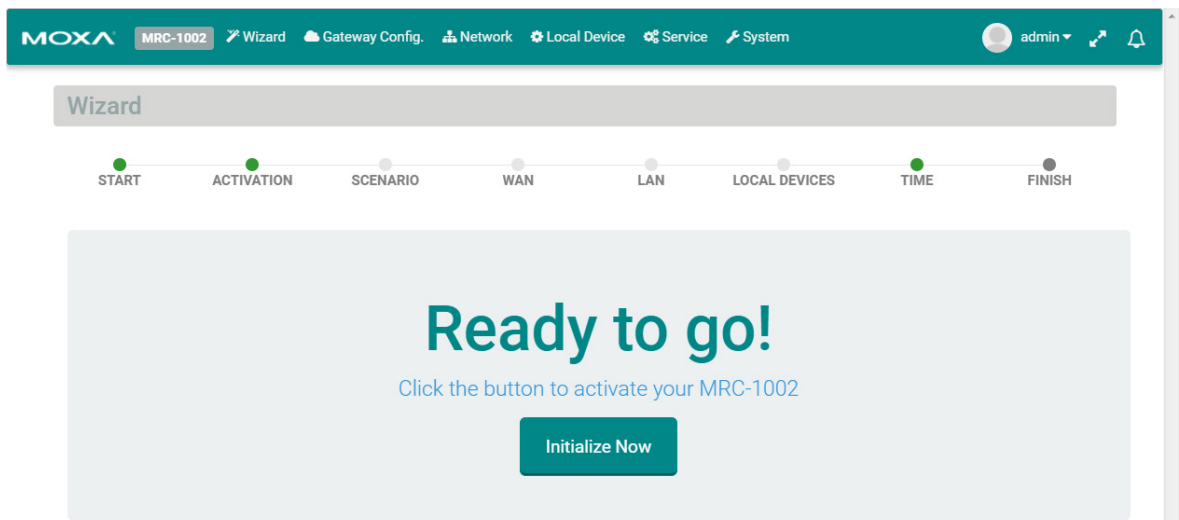 MOXA MRC-1002 Wizard Gateway Config. Network Local Device Service System admin
Wizard
START ACTIVATION SCENARIO WAN LAN LOCAL DEVICES TIME FINISH
Ready to go!
Click the button to activate your MRC-1002
Initialize Now